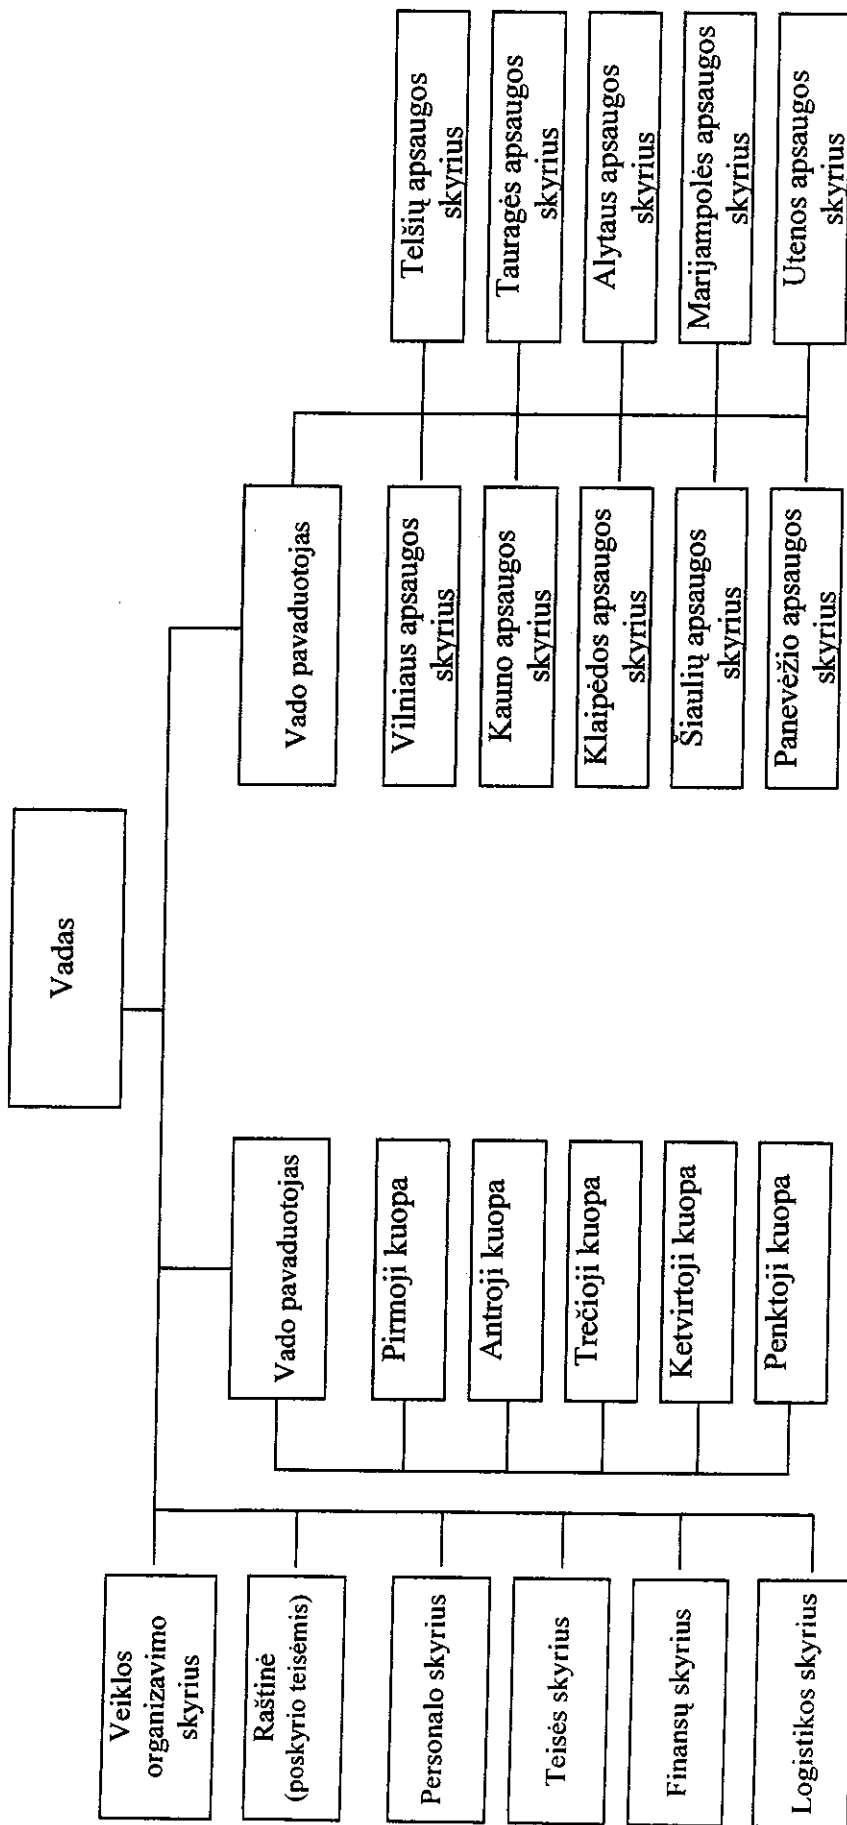 Vadas
Veiklos
organizavimo
skyrius
Raštinė
(poskyrio teisėmis)
Personalo skyrius
Teisės skyrius
Finansų skyrius
Logistikos skyrius
Vado pavaduotojas
Pirmoji kuopa
Antroji kuopa
Trečioji kuopa
Ketvirtoji kuopa
Penktoji kuopa
Vado pavaduotojas
Vilniaus apsaugos
skyrius
Kauno apsaugos
skyrius
Klaipėdos apsaugos
skyrius
Šiaulių apsaugos
skyrius
Panevėžio apsaugos
skyrius
Telšių apsaugos
skyrius
Tauragės apsaugos
skyrius
Alytaus apsaugos
skyrius
Marijampolės apsaugos
skyrius
Utenos apsaugos
skyrius